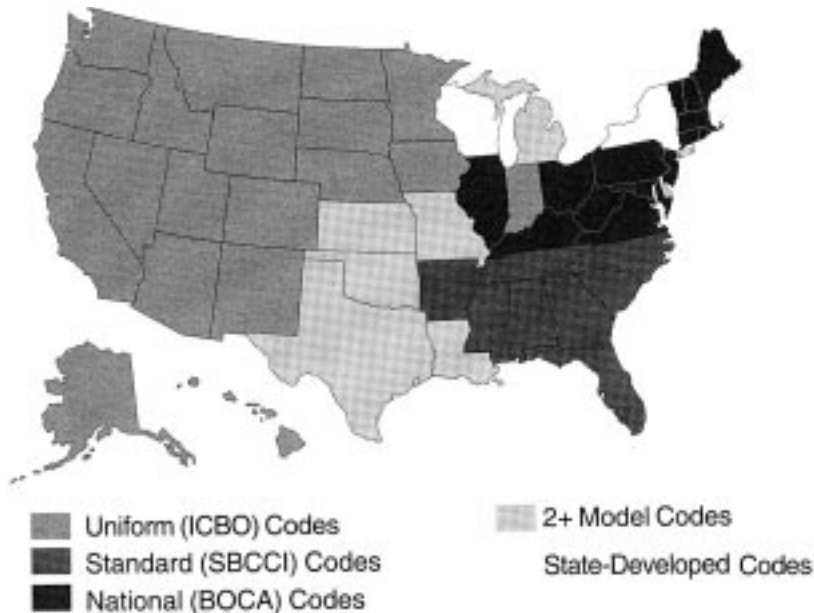 Uniform (ICBO) Codes
Standard (SBCCI) Codes
National (BOCA) Codes
2+ Model Codes
State-Developed Codes